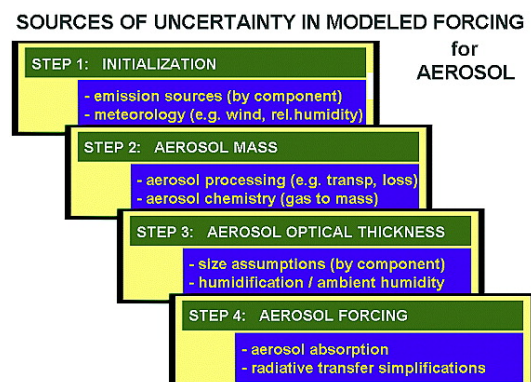 SOURCES OF UNCERTAINTY IN MODELED FORCING
for
AEROSOL
STEP 1: INITIALIZATION
- emission sources (by component)
- meteorology (e.g. wind, rel.humidity)
STEP 2: AEROSOL MASS
- aerosol processing (e.g. transp, loss)
- aerosol chemistry (gas to mass)
STEP 3: AEROSOL OPTICAL THICKNESS
- size assumptions (by component)
- humidification / ambient humidity
STEP 4: AEROSOL FORCING
- aerosol absorption
- radiative transfer simplifications